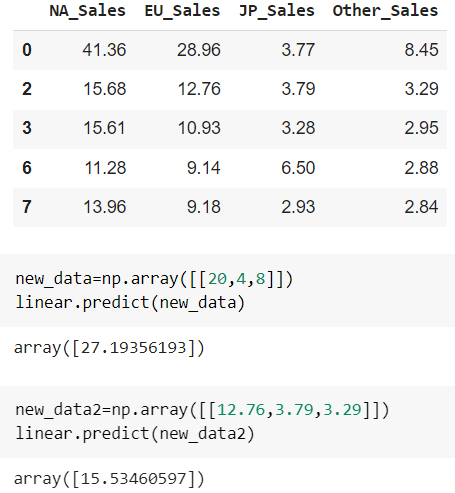 NA_Sales EU_Sales JP_Sales Other_Sales
0 41.36 28.96 3.77 8.45
2 15.68 12.76 3.79 3.29
3 15.61 10.93 3.28 2.95
6 11.28 9.14 6.50 2.88
7 13.96 9.18 2.93 2.84
new_data=np.array([[20,4,8]])
linear.predict(new_data)
array([27.19356193])
new_data2=np.array([[12.76,3.79,3.29]])
linear.predict(new_data2)
array([15.53460597])